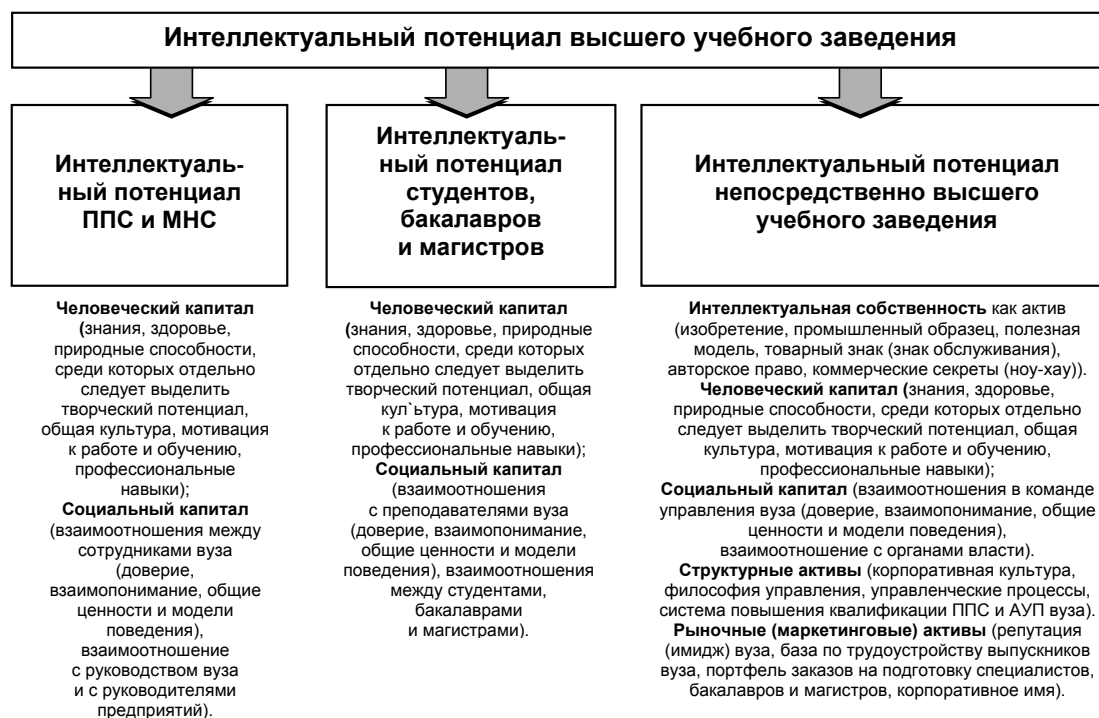 Интеллектуальный потенциал высшего учебного заведения
Интеллектуаль-
ный потенциал
ППС и МНС
Интеллектуаль-
ный потенциал
студентов,
бакалавров
и магистров
Интеллектуальный потенциал
непосредственно высшего
учебного заведения
Человеческий капитал
(знания, здоровье,
природные способности,
среди которых отдельно
следует выделить
творческий потенциал,
общая культура, мотивация
к работе и обучению,
профессиональные
навыки);
Социальный капитал
(взаимоотношения между
сотрудниками вуза
(доверие,
взаимопонимание, общие
ценности и модели
поведения),
взаимоотношение
с руководством вуза
и с руководителями
предприятий).
Человеческий капитал
(знания, здоровье, природные
способности, среди которых
отдельно следует выделить
творческий потенциал, общая
кул`ьтура, мотивация
к работе и обучению,
профессиональные навыки);
Социальный капитал
(взаимоотношения
с преподавателями вуза
(доверие, взаимопонимание,
общие ценности и модели
поведения), взаимоотношения
между студентами,
бакалаврами
и магистрами).
Интеллектуальная собственность как актив
(изобретение, промышленный образец, полезная
модель, товарный знак (знак обслуживания),
авторское право, коммерческие секреты (ноу-хау)).
Человеческий капитал (знания, здоровье,
природные способности, среди которых отдельно
следует выделить творческий потенциал, общая
культура, мотивация к работе и обучению,
профессиональные навыки);
Социальный капитал (взаимоотношения в команде
управления вуза (доверие, взаимопонимание, общие
ценности и модели поведения),
взаимоотношение с органами власти).
Структурные активы (корпоративная культура,
философия управления, управленческие процессы,
система повышения квалификации ППС и АУП вуза).
Рыночные (маркетинговые) активы (репутация
(имидж) вуза, база по трудоустройству выпускников
вуза, портфель заказов на подготовку специалистов,
бакалавров и магистров, корпоративное имя).